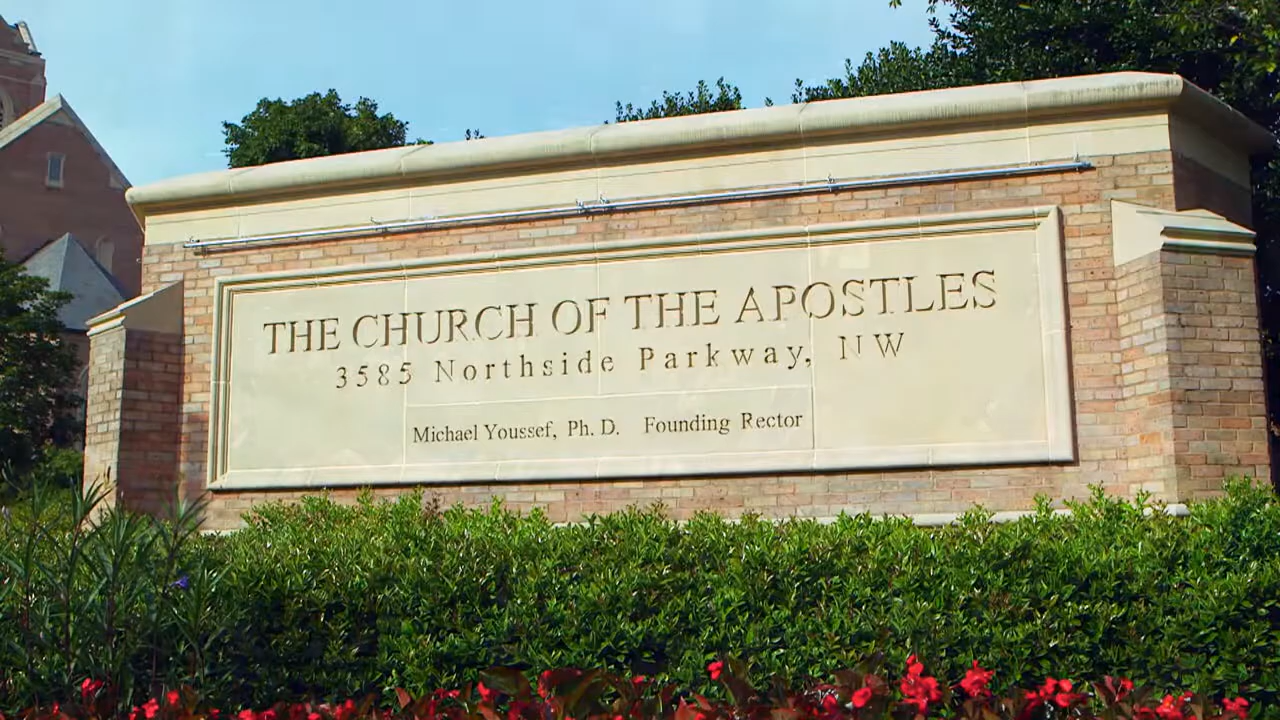 THE CHURCH OF THE APOSTLES
3585 Northside Parkway, NW
Michael Youssef, Ph. D. Founding Rector